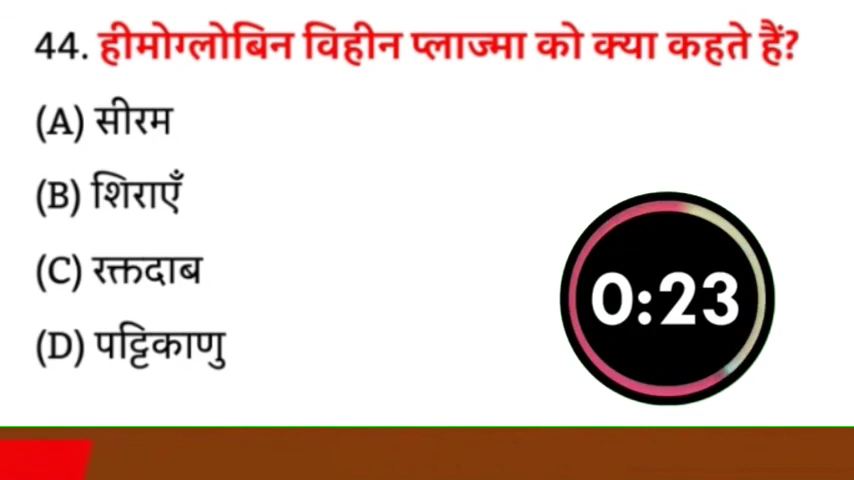 44. हीमोग्लोबिन विहीन प्लाज्मा को क्या कहते हैं?
(A) सीरम
(B) शिराएँ
(C) रक्तदाब
(D) पट्टिकाणु
0:23